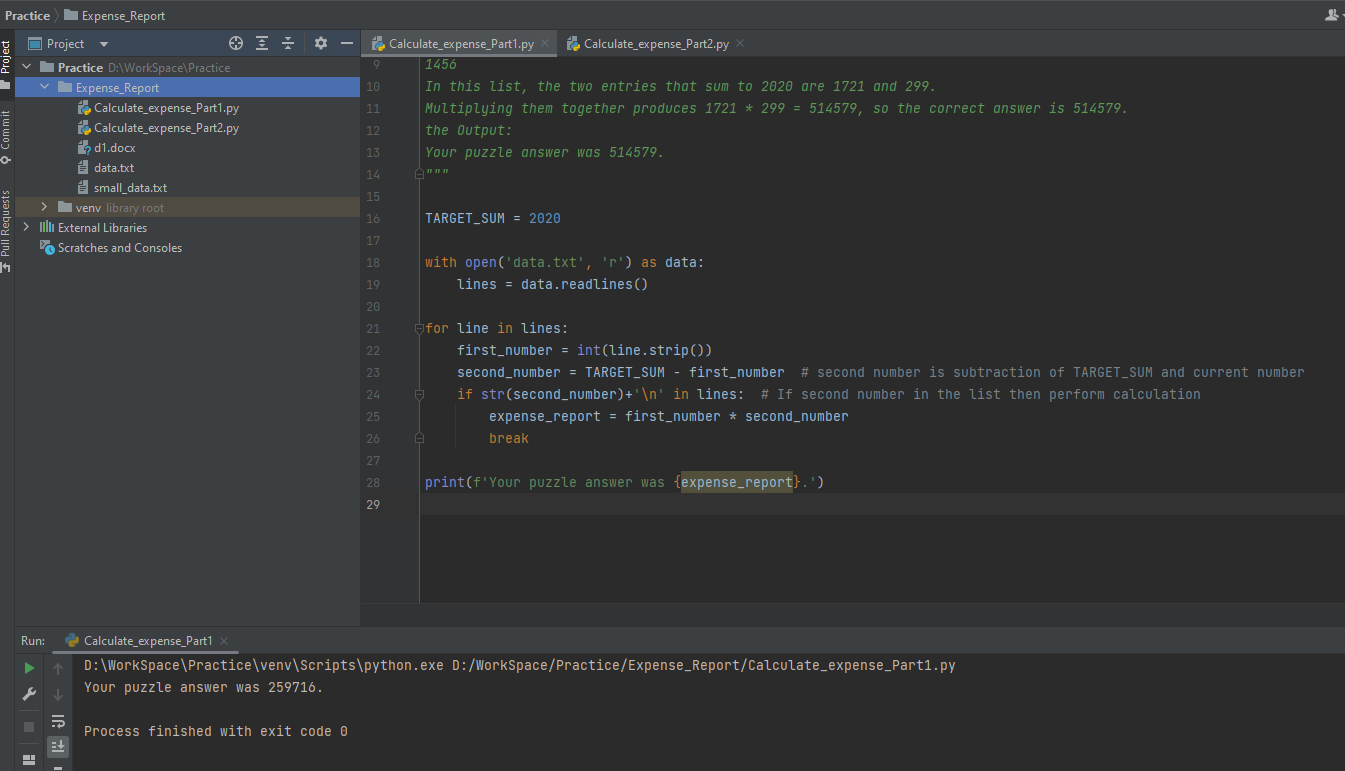 Practice Expense_Report
Project
Commit
Pull Requests
Project
Practice D:\WorkSpace\Practice
Expense_Report
Calculate_expense_Part1.py
Calculate_expense_Part2.py
d1.docx
data.txt
small_data.txt
venv library root
External Libraries
Scratches and Consoles
Calculate_expense_Part1.py Calculate_expense_Part2.py
9 1456
10 In this list, the two entries that sum to 2020 are 1721 and 299.
11 Multiplying them together produces 1721 * 299 = 514579, so the correct answer is 514579.
12 the Output:
13 Your puzzle answer was 514579.
14 """
15
16 TARGET_SUM = 2020
17
18 with open('data.txt', 'r') as data:
19     lines = data.readlines()
20
21 for line in lines:
22     first_number = int(line.strip())
23     second_number = TARGET_SUM - first_number  # second number is subtraction of TARGET_SUM and current number
24     if str(second_number)+'\n' in lines:  # If second number in the list then perform calculation
25         expense_report = first_number * second_number
26         break
27
28 print(f'Your puzzle answer was {expense_report}.')
29
Run: Calculate_expense_Part1
D:\WorkSpace\Practice\venv\Scripts\python.exe D:/WorkSpace/Practice/Expense_Report/Calculate_expense_Part1.py
Your puzzle answer was 259716.
Process finished with exit code 0